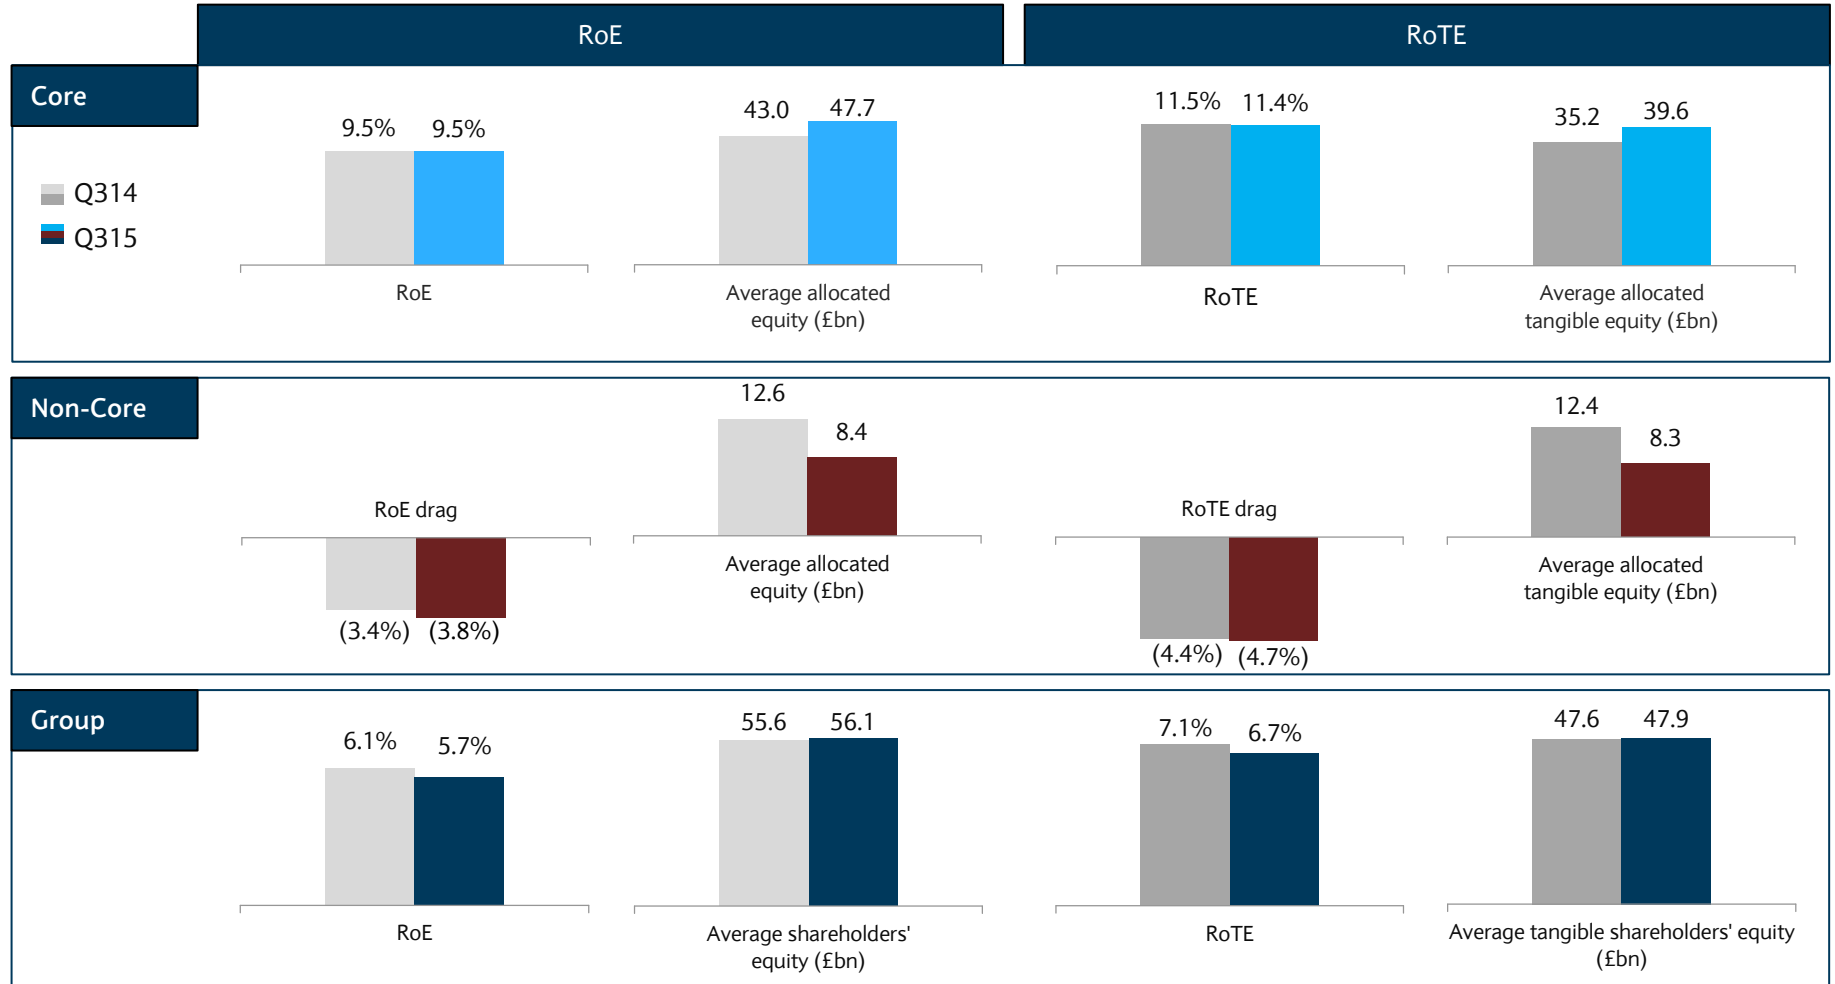 RoE
RoTE
Core
Q314
Q315
9.5% 9.5%
RoE
43.0 47.7
Average allocated
equity (£bn)
11.5% 11.4%
RoTE
35.2 39.6
Average allocated
tangible equity (£bn)
Non-Core
RoE drag
(3.4%) (3.8%)
12.6
8.4
Average allocated
equity (£bn)
RoTE drag
(4.4%) (4.7%)
12.4
8.3
Average allocated
tangible equity (£bn)
Group
6.1% 5.7%
RoE
55.6 56.1
Average shareholders'
equity (£bn)
7.1% 6.7%
RoTE
47.6 47.9
Average tangible shareholders' equity
(£bn)